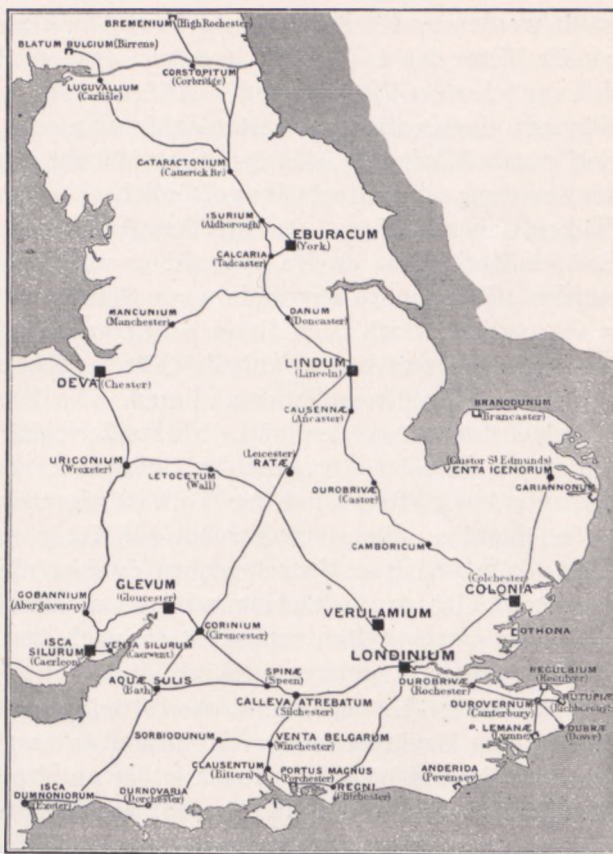 BREMENIUM (High Rochester)
BLATUM BULGIUM (Birrens)
CORSTOPITUM
(Corbridge)
LUGUVALLIUM
(Carlisle)
CATARACTONIUM
(Catterick Br.)
ISURIUM
(Aldborough)
EBURACUM
(York)
CALCARIA
(Tadcaster)
MANCUNIUM
(Manchester)
DANUM
(Doncaster)
LINDUM
(Lincoln)
DEVA (Chester)
CAUSENNÆ
(Ancaster)
BRANODUNUM
(Brancaster)
(Leicester)
RATÆ
(Caistor St Edmunds)
VENTA ICENORUM
URICONIUM
(Wroxeter)
LETOCETUM
(Wall)
DUROBRIVÆ
(Castor)
GARIANNONUM
CAMBORICUM
(Colchester)
COLONIA
GOBANNIUM
(Abergavenny)
GLEVUM
(Gloucester)
VERULAMIUM
CORINIUM
(Cirencester)
OTHONA
ISCA
SILURUM
(Caerleon)
VENTA SILURUM
(Caerwent)
LONDINIUM
REGULBIUM
(Reculver)
AQUÆ SULIS
(Bath)
SPINÆ
(Speen)
DUROBRIVÆ
(Rochester)
RUTUPIÆ
(Richborough)
CALLEVA ATREBATUM
(Silchester)
DUROVERNUM
(Canterbury)
DUBRÆ
(Dover)
P. LEMANÆ
(Lymne)
SORBIODUNUM
VENTA BELGARUM
(Winchester)
CLAUSENTUM
(Bittern)
PORTUS MAGNUS
(Porchester)
ANDERIDA
(Pevensey)
REGNI
(Chichester)
ISCA
DUMNONIORUM
(Exeter)
DURNOVARIA
(Dorchester)